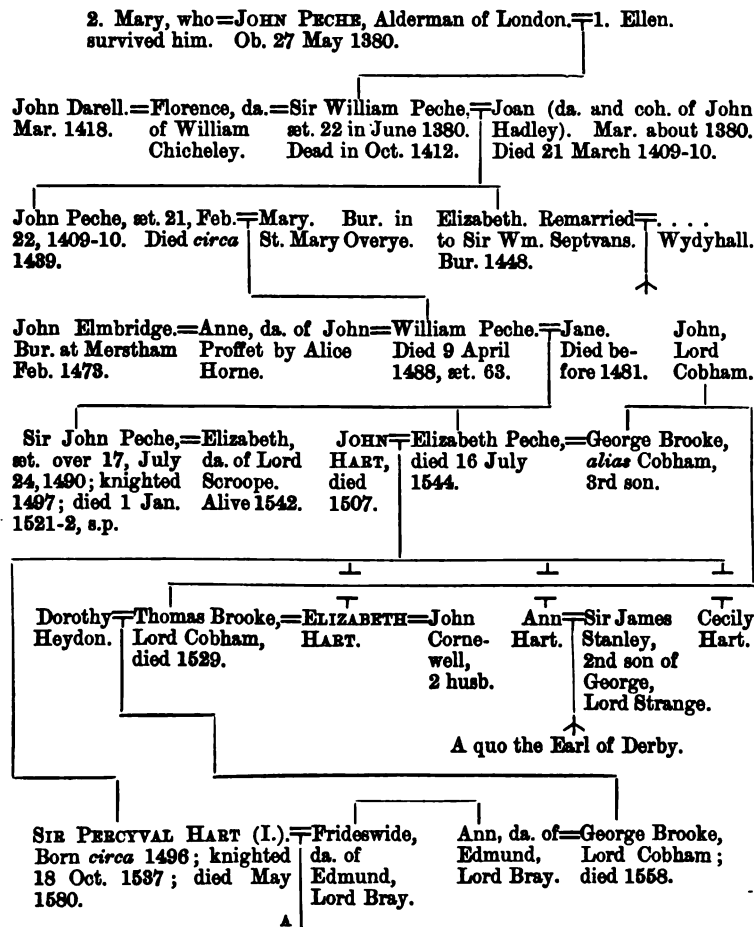 2. Mary, who=JOHN PECHE, Alderman of London.=1. Ellen.
survived him. Ob. 27 May 1380.
John Darell.=Florence, da.=Sir William Peche,=Joan (da. and coh. of John
Mar. 1418. of William æt. 22 in June 1380. Hadley). Mar. about 1380.
Chicheley. Dead in Oct. 1412. Died 21 March 1409-10.
John Peche, æt. 21, Feb.=Mary. Bur. in Elizabeth. Remarried=. . . .
22, 1409-10. Died circa St. Mary Overye. to Sir Wm. Septvans. Wydyhall.
1439. Bur. 1448.
John Elmbridge.=Anne, da. of John=William Peche.=Jane. John,
Bur. at Merstham Proffet by Alice Died 9 April Died be- Lord
Feb. 1473. Horne. 1488, æt. 63. fore 1481. Cobham.
Sir John Peche,=Elizabeth, JOHN=Elizabeth Peche,=George Brooke,
æt. over 17, July da. of Lord HART, died 16 July alias Cobham,
24, 1490; knighted Scroope. died 1544. 3rd son.
1497; died 1 Jan. Alive 1542. 1507.
1521-2, s.p.
Dorothy=Thomas Brooke,=ELIZABETH=John Ann=Sir James Cecily
Heydon. Lord Cobham, HART. Corne- Hart. Stanley, Hart.
died 1529. well, 2nd son of
2 husb. George,
Lord Strange.
A quo the Earl of Derby.
SIR PERCYVAL HART (I.).=Frideswide, Ann, da. of=George Brooke,
Born circa 1496; knighted da. of Edmund, Lord Cobham;
18 Oct. 1537; died May Edmund, Lord Bray. died 1558.
1580. Lord Bray.
A